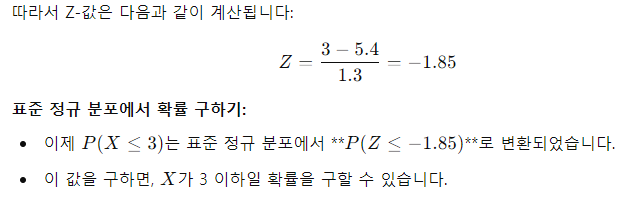 따라서 Z-값은 다음과 같이 계산됩니다:
Z = \frac{3 - 5.4}{1.3} = -1.85
표준 정규 분포에서 확률 구하기:
• 이제 P(X ≤ 3)는 표준 정규 분포에서 **P(Z ≤ -1.85)**로 변환되었습니다.
• 이 값을 구하면, X가 3 이하일 확률을 구할 수 있습니다.